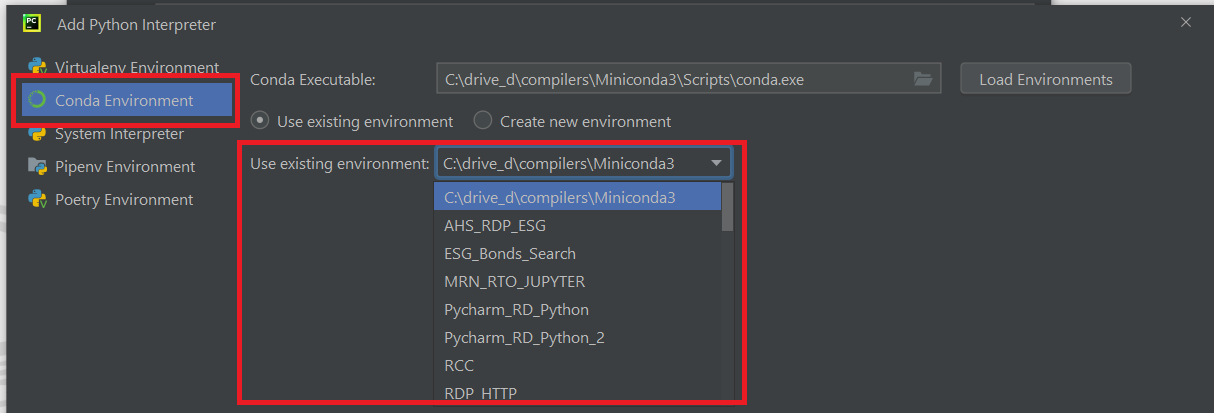 PC
Add Python Interpreter
Virtualenv Environment
Conda Environment
System Interpreter
Pipenv Environment
Poetry Environment
Conda Executable: C:\drive_d\compilers\Miniconda3\Scripts\conda.exe Load Environments
Use existing environment Create new environment
Use existing environment: C:\drive_d\compilers\Miniconda3
C:\drive_d\compilers\Miniconda3
AHS_RDP_ESG
ESG_Bonds_Search
MRN_RTO_JUPYTER
Pycharm_RD_Python
Pycharm_RD_Python_2
RCC
RDP_HTTP